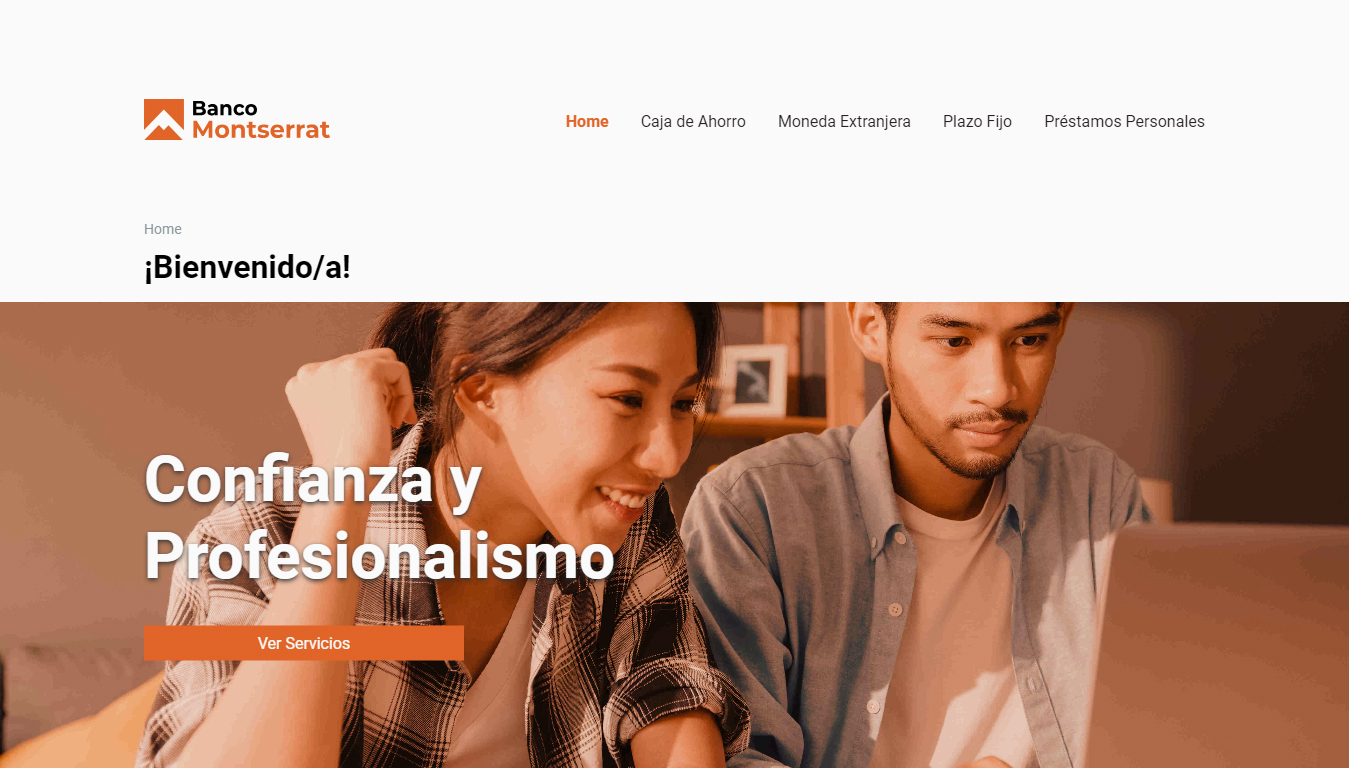 Banco
Montserrat
Home Caja de Ahorro Moneda Extranjera Plazo Fijo Préstamos Personales
Home
¡Bienvenido/a!
Confianza y
Profesionalismo
Ver Servicios